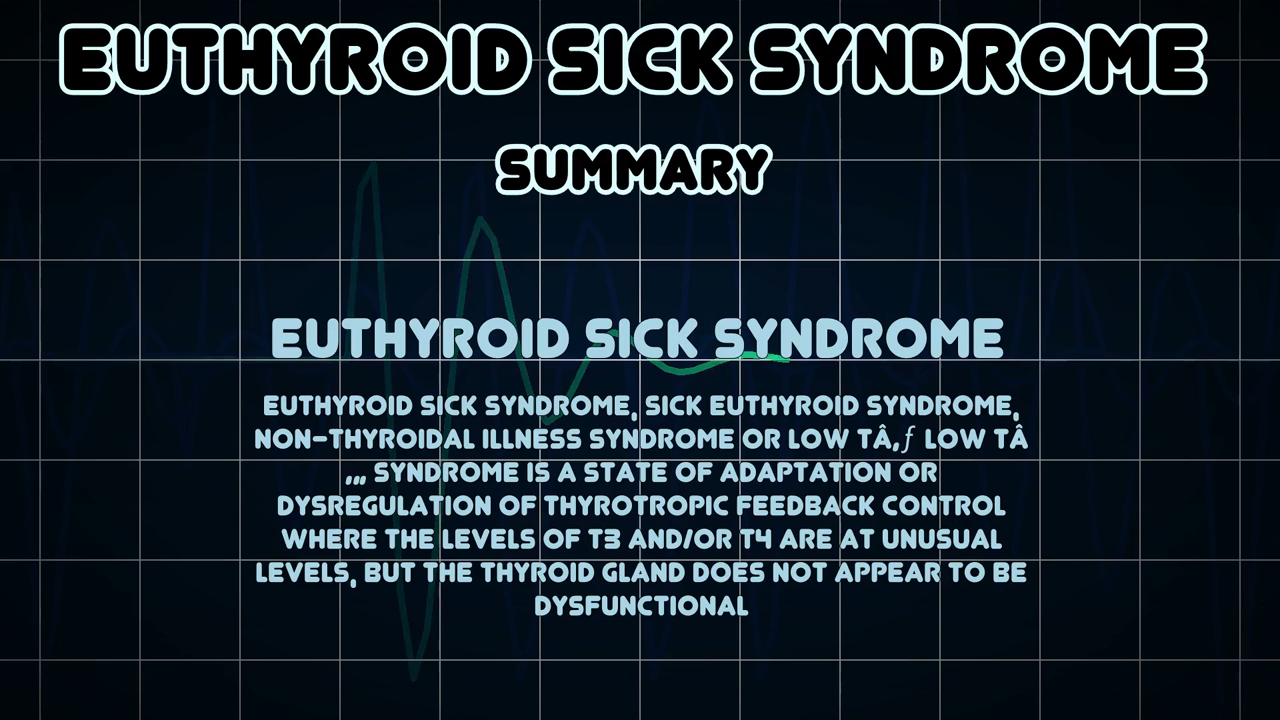 EUTHYROID SICK SYNDROME
SUMMARY
EUTHYROID SICK SYNDROME
EUTHYROID SICK SYNDROME, SICK EUTHYROID SYNDROME,
NON-THYROIDAL ILLNESS SYNDROME OR LOW TÂ‚ƒ LOW TÂ
„, SYNDROME IS A STATE OF ADAPTATION OR
DYSREGULATION OF THYROTROPIC FEEDBACK CONTROL
WHERE THE LEVELS OF T3 AND/OR T4 ARE AT UNUSUAL
LEVELS, BUT THE THYROID GLAND DOES NOT APPEAR TO BE
DYSFUNCTIONAL